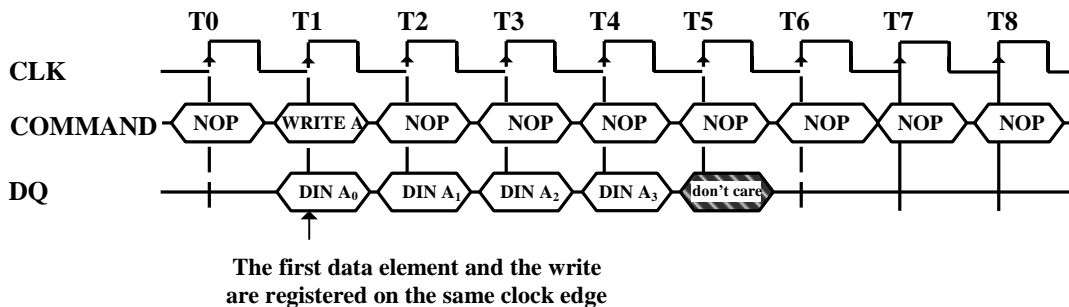 T0 T1 T2 T3 T4 T5 T6 T7 T8
CLK
COMMAND NOP WRITE A NOP NOP NOP NOP NOP NOP NOP
DQ DIN A₀ DIN A₁ DIN A₂ DIN A₃ don't care
The first data element and the write
are registered on the same clock edge